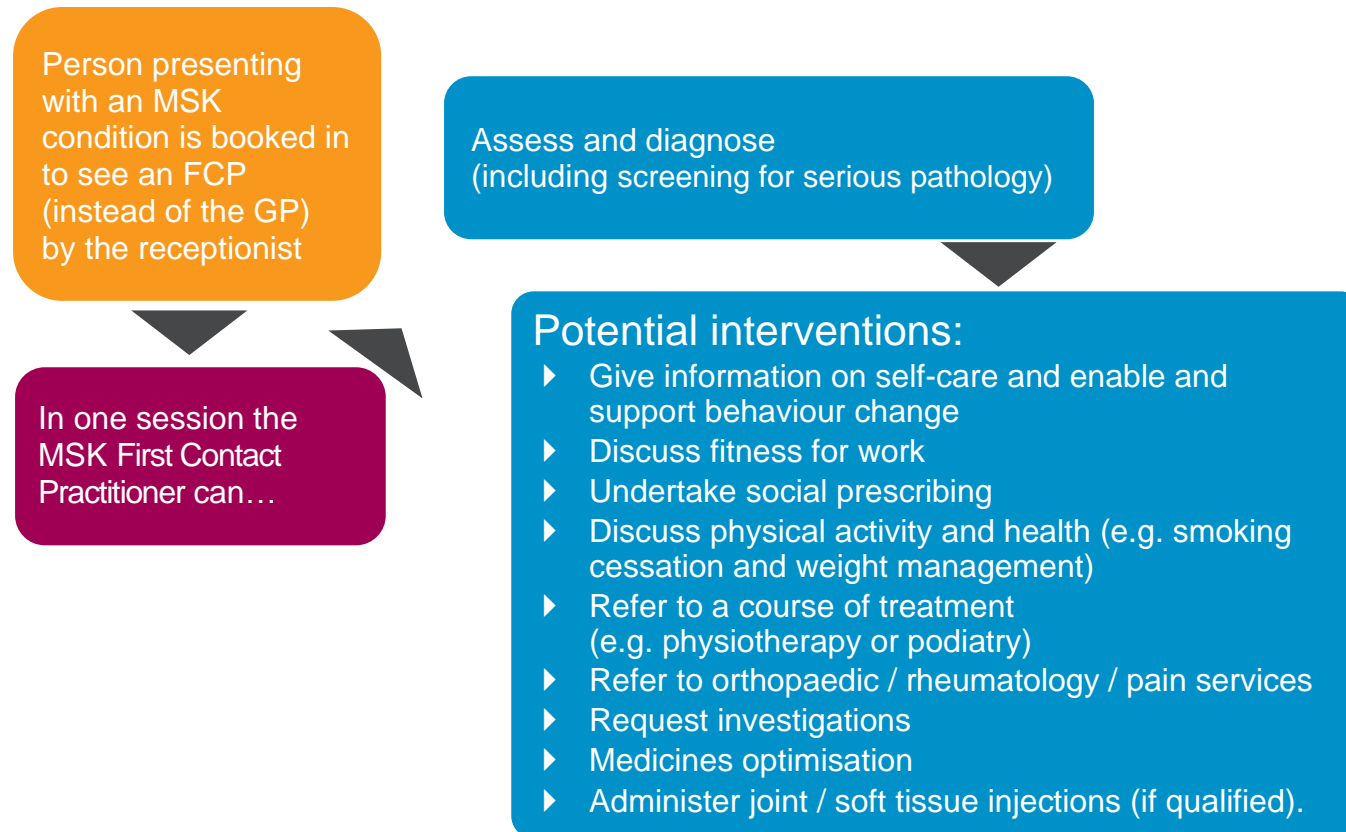 Person presenting
with an MSK
condition is booked in
to see an FCP
(instead of the GP)
by the receptionist
In one session the
MSK First Contact
Practitioner can…
Assess and diagnose
(including screening for serious pathology)
Potential interventions:
Give information on self-care and enable and
support behaviour change
Discuss fitness for work
Undertake social prescribing
Discuss physical activity and health (e.g. smoking
cessation and weight management)
Refer to a course of treatment
(e.g. physiotherapy or podiatry)
Refer to orthopaedic / rheumatology / pain services
Request investigations
Medicines optimisation
Administer joint / soft tissue injections (if qualified).